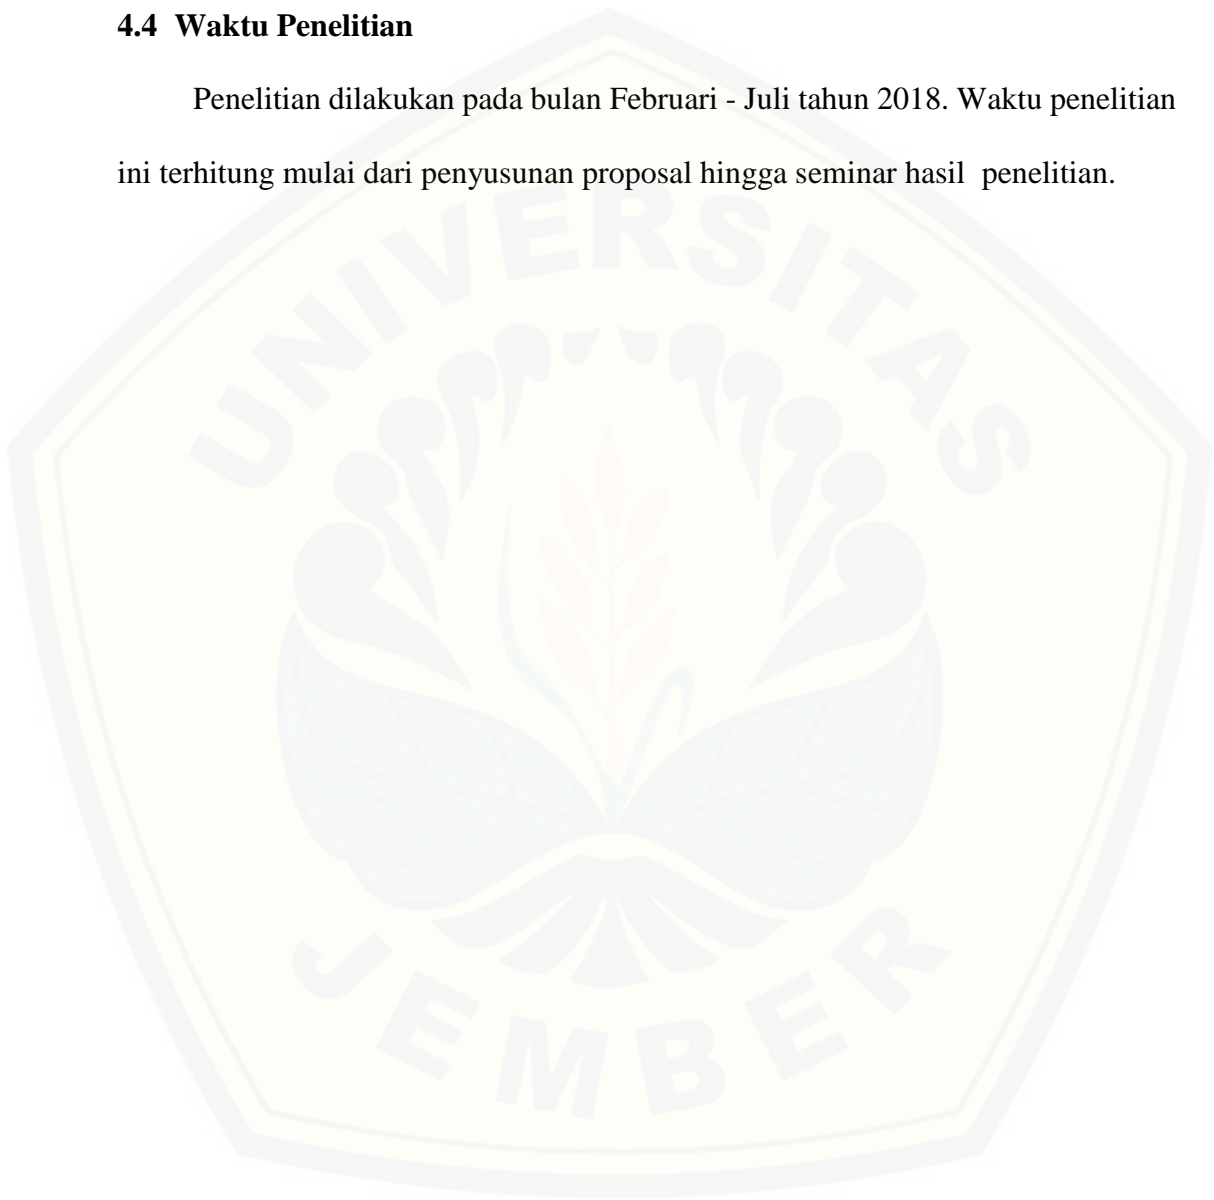 4.4 Waktu Penelitian
Penelitian dilakukan pada bulan Februari - Juli tahun 2018. Waktu penelitian
ini terhitung mulai dari penyusunan proposal hingga seminar hasil penelitian.
UNIVERSITAS
JEMBER